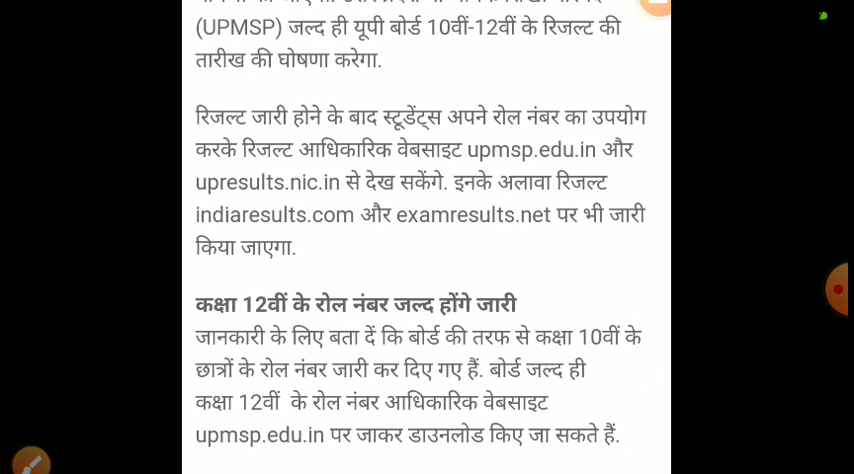 (UPMSP) जल्द ही यूपी बोर्ड 10वीं-12वीं के रिजल्ट की
तारीख की घोषणा करेगा.
रिजल्ट जारी होने के बाद स्टूडेंट्स अपने रोल नंबर का उपयोग
करके रिजल्ट आधिकारिक वेबसाइट upmsp.edu.in और
upresults.nic.in से देख सकेंगे. इनके अलावा रिजल्ट
indiaresults.com और examresults.net पर भी जारी
किया जाएगा.
कक्षा 12वीं के रोल नंबर जल्द होंगे जारी
जानकारी के लिए बता दें कि बोर्ड की तरफ से कक्षा 10वीं के
छात्रों के रोल नंबर जारी कर दिए गए हैं. बोर्ड जल्द ही
कक्षा 12वीं के रोल नंबर आधिकारिक वेबसाइट
upmsp.edu.in पर जाकर डाउनलोड किए जा सकते हैं.